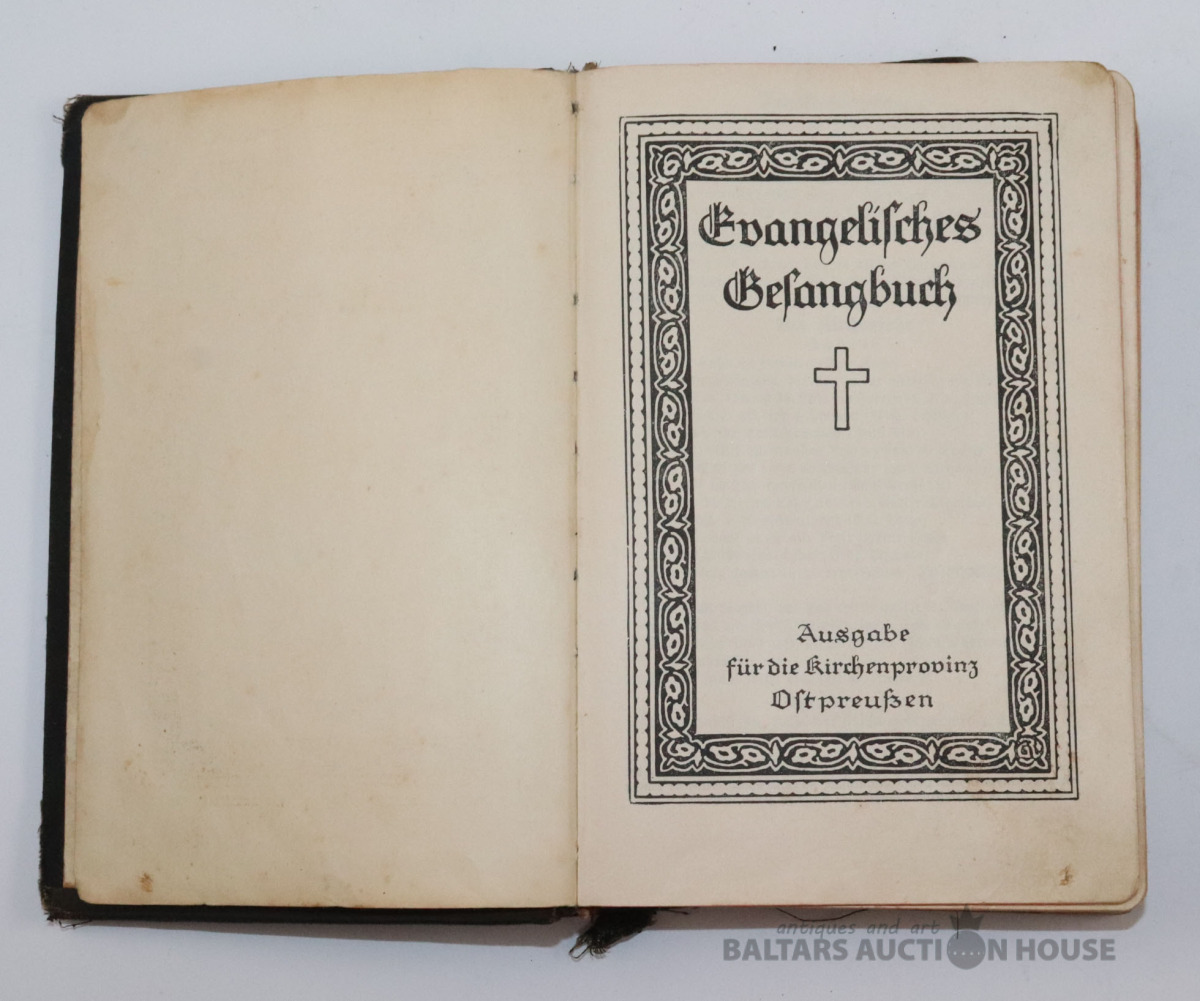 Evangeliſches
Geſangbuch
Ausgabe
für die Kirchenprovinz
Oſtpreußen
antiques and art
BALTARS AUCTION HOUSE